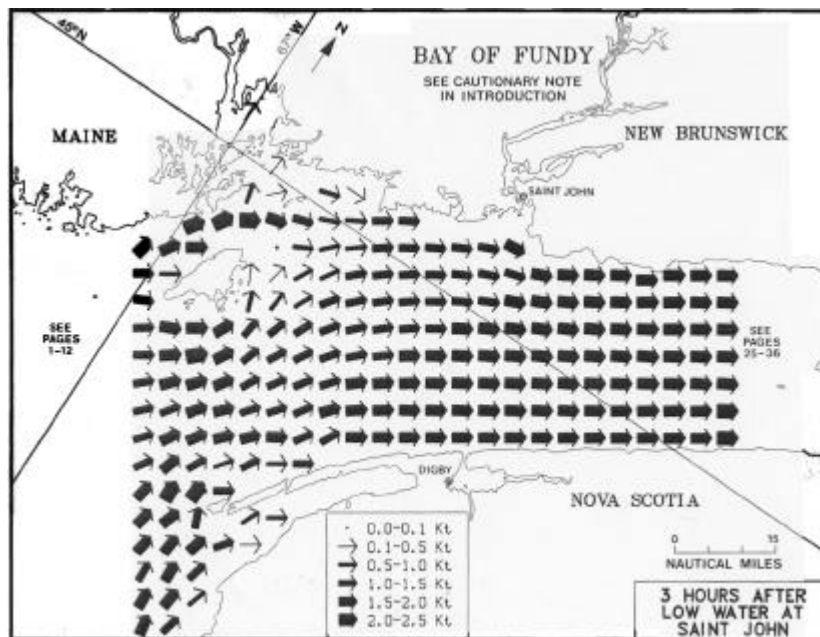 45°N
67°W
N
BAY OF FUNDY
SEE CAUTIONARY NOTE
IN INTRODUCTION
MAINE
NEW BRUNSWICK
SAINT JOHN
SEE
PAGES
1-12
SEE
PAGES
25-36
DIGBY
NOVA SCOTIA
0.0-0.1 Kt
0.1-0.5 Kt
0.5-1.0 Kt
1.0-1.5 Kt
1.5-2.0 Kt
2.0-2.5 Kt
0 15
NAUTICAL MILES
3 HOURS AFTER
LOW WATER AT
SAINT JOHN